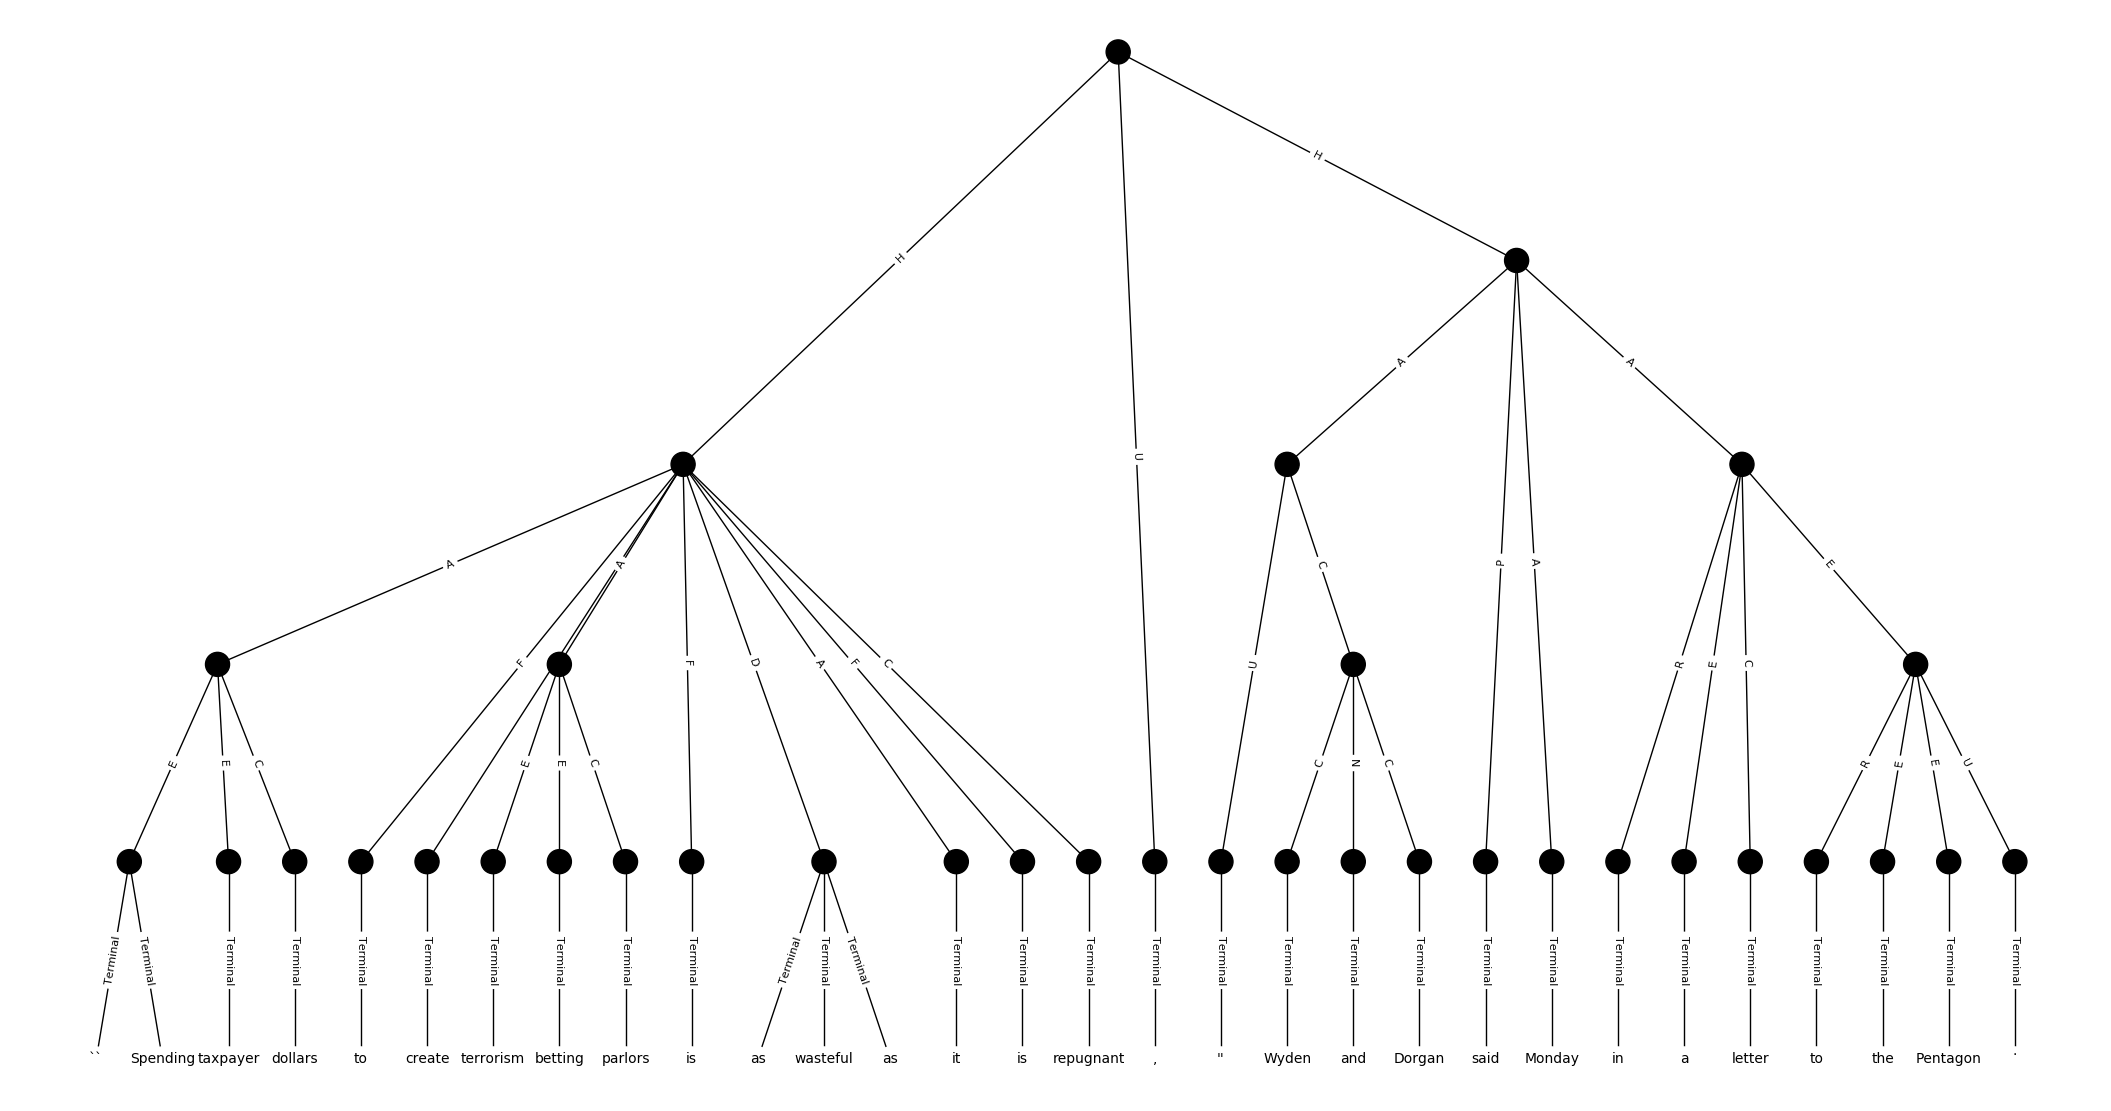 H
H
U
A
A
A
A
F
F
D
A
F
C
U
C
P
A
R
E
C
E
E
E
C
E
E
C
C
N
C
R
E
E
U
Terminal Terminal Terminal Terminal Terminal Terminal Terminal Terminal Terminal Terminal Terminal Terminal Terminal Terminal Terminal Terminal Terminal Terminal Terminal Terminal Terminal Terminal Terminal Terminal Terminal Terminal Terminal Terminal Terminal Terminal
`` Spending taxpayer dollars to create terrorism betting parlors is as wasteful as it is repugnant , " Wyden and Dorgan said Monday in a letter to the Pentagon .